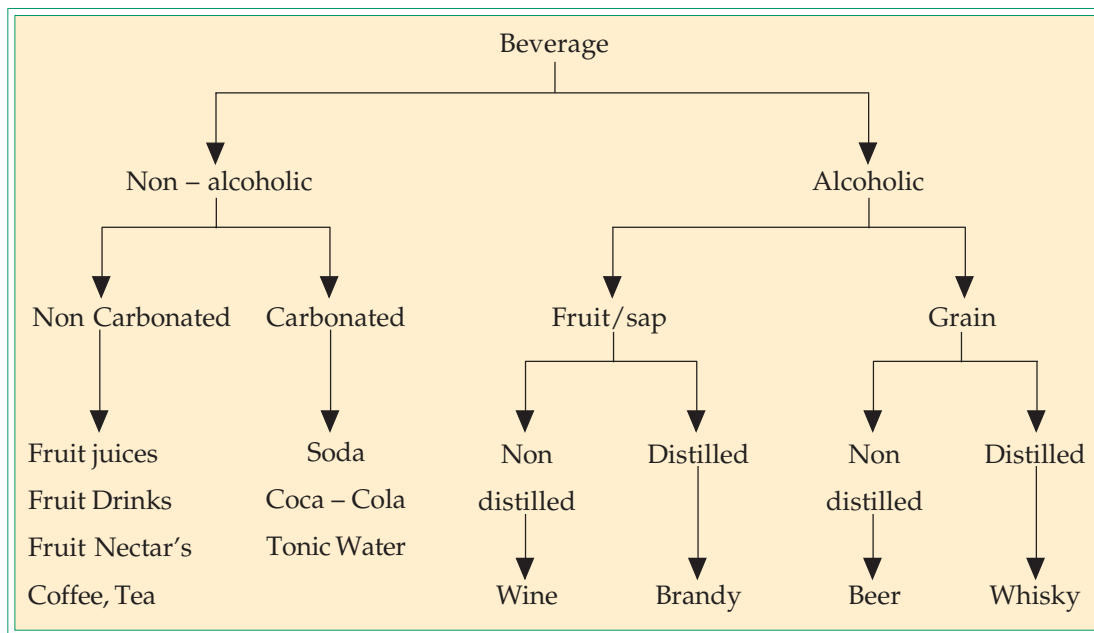 Beverage
Non – alcoholic
Alcoholic
Non Carbonated
Carbonated
Fruit/sap
Grain
Fruit juices
Fruit Drinks
Fruit Nectar's
Coffee, Tea
Soda
Coca – Cola
Tonic Water
Non
distilled
Wine
Distilled
Brandy
Non
distilled
Beer
Distilled
Whisky